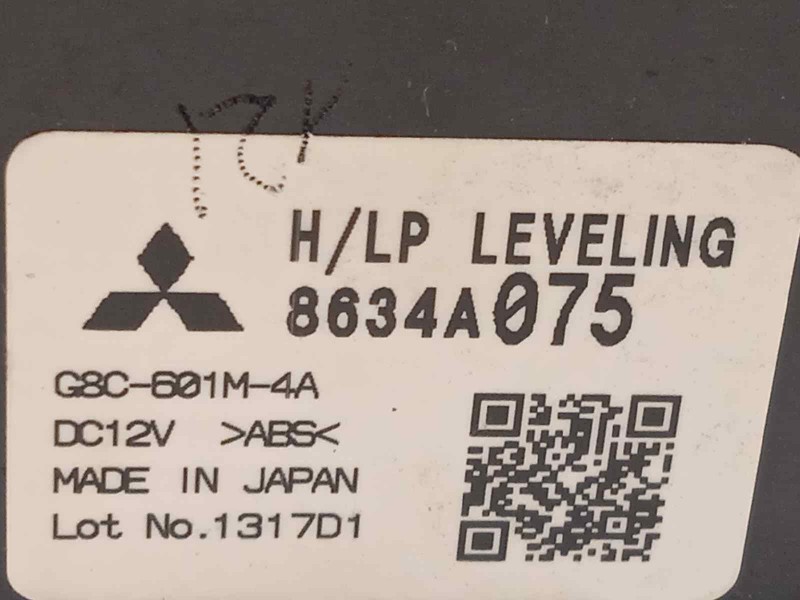 H/LP LEVELING
8634A075
G8C-601M-4A
DC12V >ABS<
MADE IN JAPAN
Lot No.1317D1